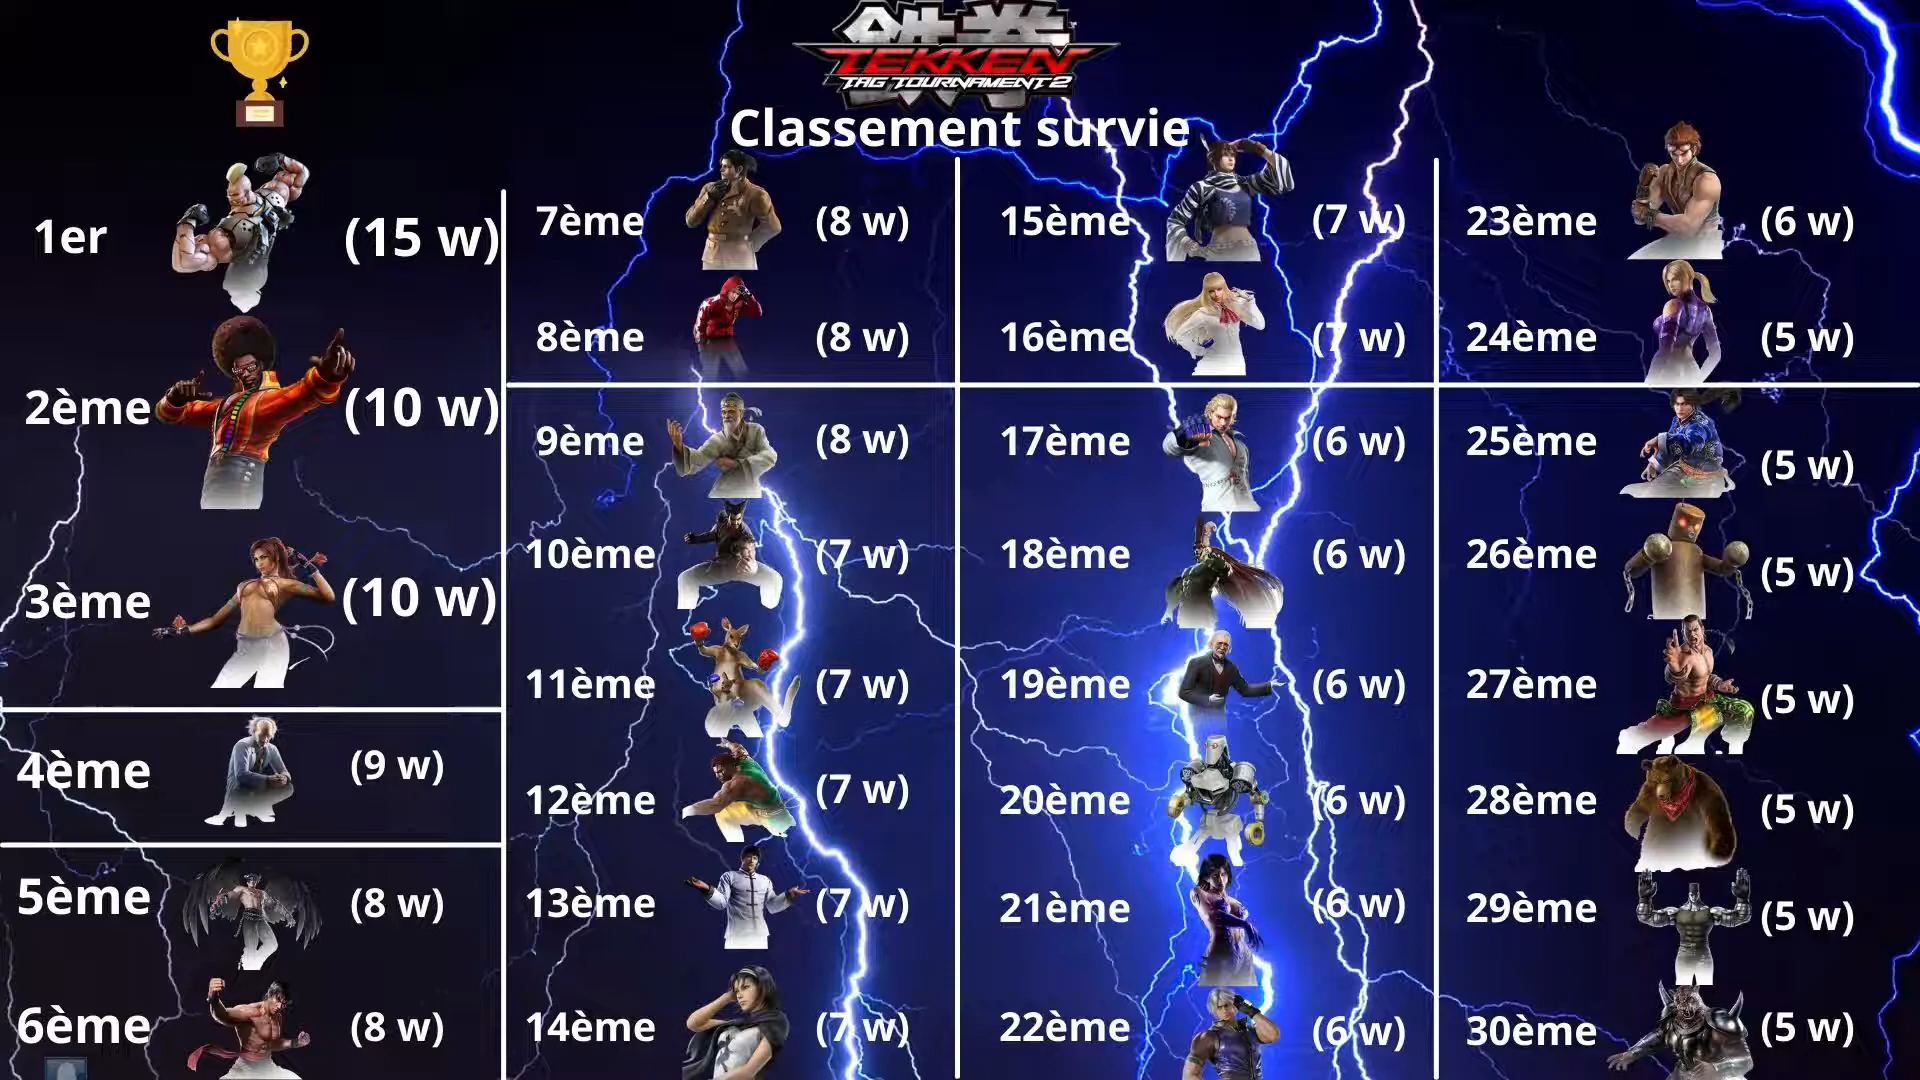 鉄拳
TEKKEN
TAG TOURNAMENT 2
Classement survie
1er (15 w)
2ème (10 w)
3ème (10 w)
4ème (9 w)
5ème (8 w)
6ème (8 w)
7ème (8 w)
8ème (8 w)
9ème (8 w)
10ème (7 w)
11ème (7 w)
12ème (7 w)
13ème (7 w)
14ème (7 w)
15ème (7 w)
16ème (7 w)
17ème (6 w)
18ème (6 w)
19ème (6 w)
20ème (6 w)
21ème (6 w)
22ème (6 w)
23ème (6 w)
24ème (5 w)
25ème (5 w)
26ème (5 w)
27ème (5 w)
28ème (5 w)
29ème (5 w)
30ème (5 w)